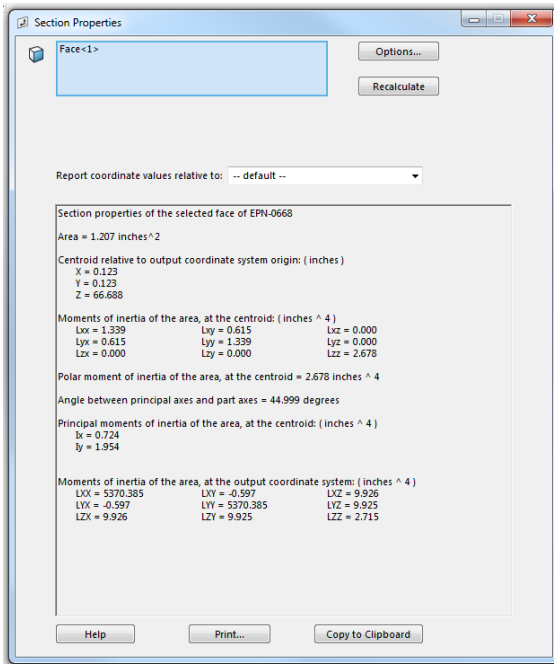 Section Properties
Face<1>
Options...
Recalculate
Report coordinate values relative to: -- default --
Section properties of the selected face of EPN-0668
Area = 1.207 inches^2
Centroid relative to output coordinate system origin: ( inches )
X = 0.123
Y = 0.123
Z = 66.688
Moments of inertia of the area, at the centroid: ( inches ^ 4 )
Lxx = 1.339 Lxy = 0.615 Lxz = 0.000
Lyx = 0.615 Lyy = 1.339 Lyz = 0.000
Lzx = 0.000 Lzy = 0.000 Lzz = 2.678
Polar moment of inertia of the area, at the centroid = 2.678 inches ^ 4
Angle between principal axes and part axes = 44.999 degrees
Principal moments of inertia of the area, at the centroid: ( inches ^ 4 )
Ix = 0.724
Iy = 1.954
Moments of inertia of the area, at the output coordinate system: ( inches ^ 4 )
LXX = 5370.385 LXY = -0.597 LXZ = 9.926
LYX = -0.597 LYY = 5370.385 LYZ = 9.925
LZX = 9.926 LZY = 9.925 LZZ = 2.715
Help Print... Copy to Clipboard